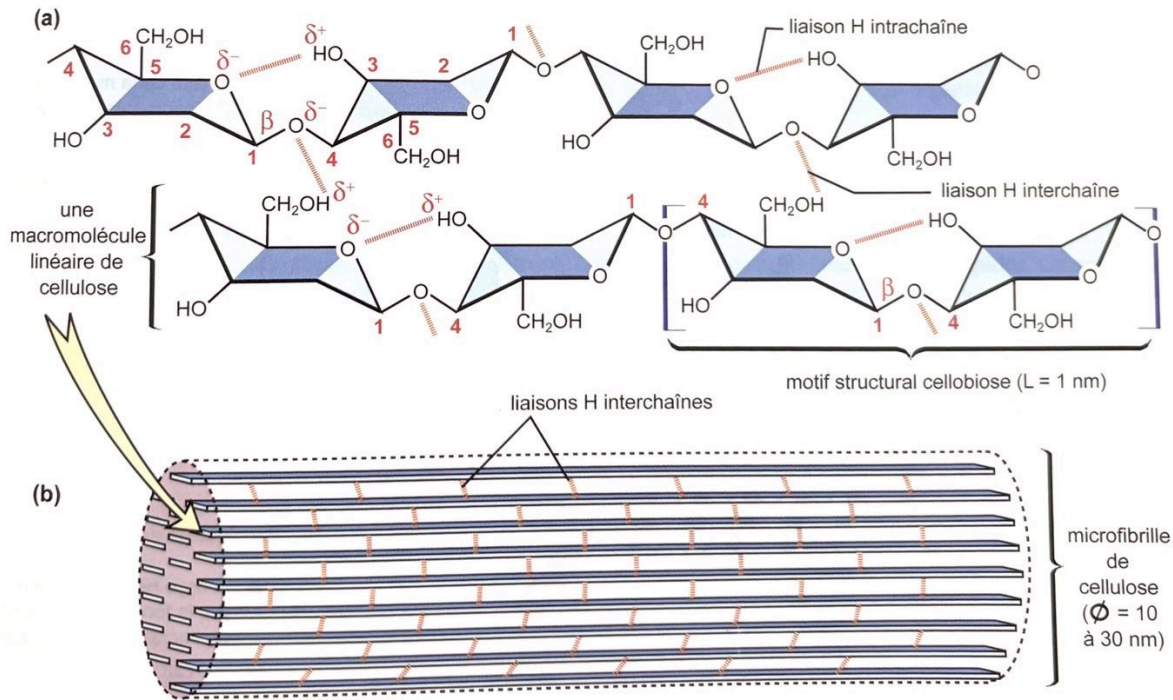 (a)
6
CH₂OH
δ⁻
δ⁺
HO
3
2
1
O
CH₂OH
liaison H intrachaîne
4
5
O
O
HO
O
O
HO
3
2
β
O
δ⁻
5
O
1
4
6
CH₂OH
HO
O
CH₂OH
δ⁺
CH₂OH
liaison H interchaîne
une
macromolécule
linéaire de
cellulose
δ⁻
δ⁺
HO
1
O
4
CH₂OH
HO
O
O
O
O
O
HO
1
O
4
CH₂OH
HO
β
1
O
4
CH₂OH
motif structural cellobiose (L = 1 nm)
liaisons H interchaînes
(b)
microfibrille
de
cellulose
(Ø = 10
à 30 nm)